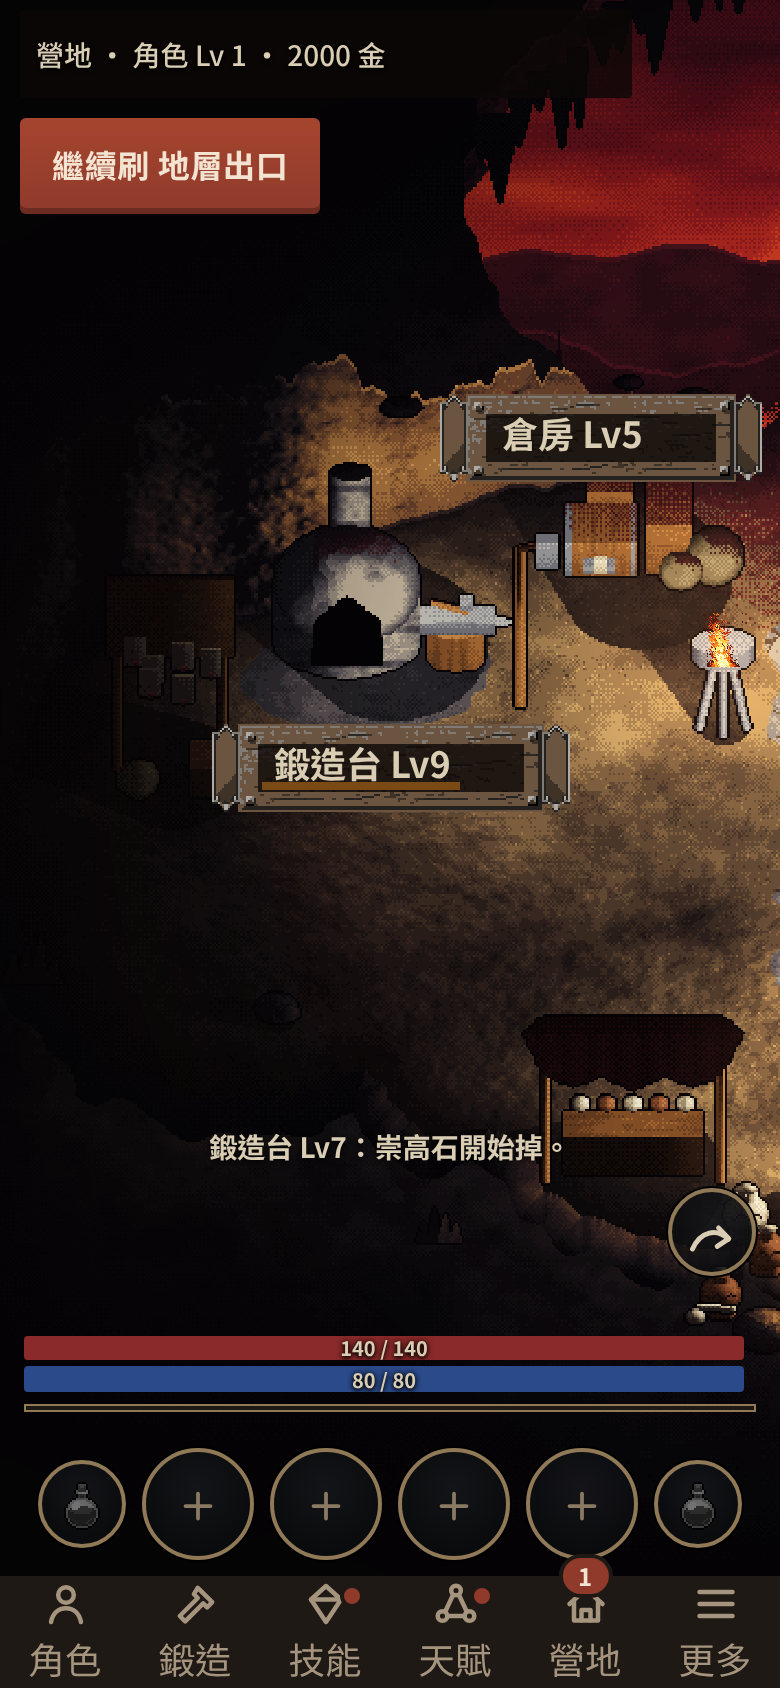 營地 • 角色 Lv 1 • 2000 金
繼續刷 地層出口
倉房 Lv5
鍛造台 Lv9
鍛造台 Lv7：崇高石開始掉。
140 / 140
80 / 80
1
角色
鍛造
技能
天賦
營地
更多